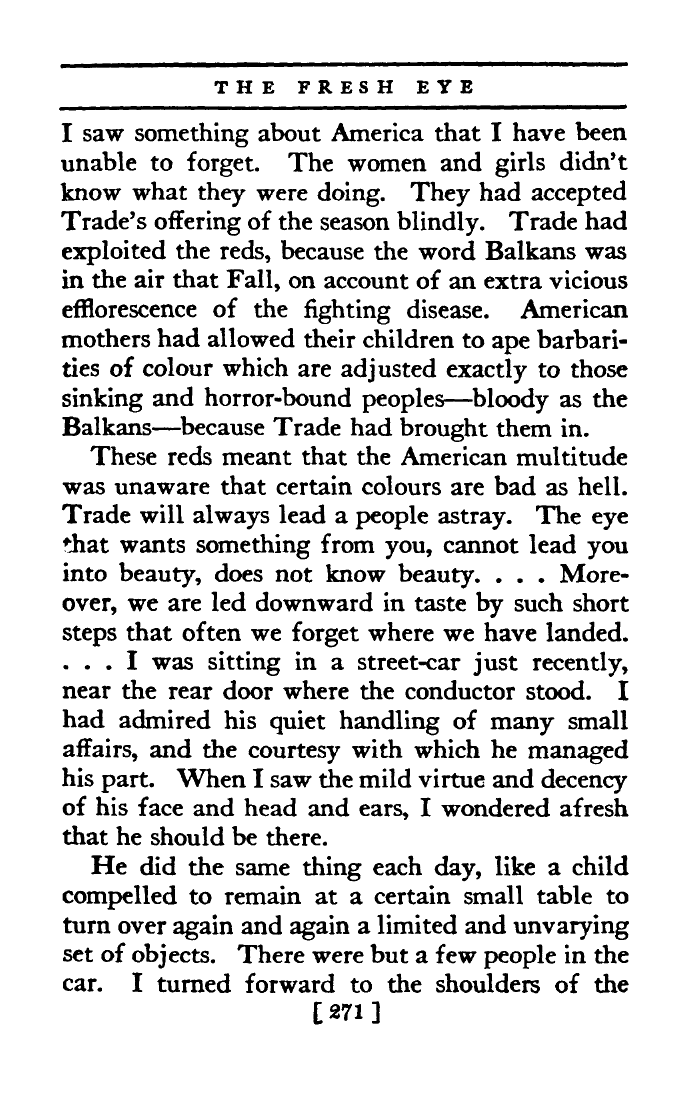 THE FRESH EYE
I saw something about America that I have been
unable to forget. The women and girls didn't
know what they were doing. They had accepted
Trade's offering of the season blindly. Trade had
exploited the reds, because the word Balkans was
in the air that Fall, on account of an extra vicious
efflorescence of the fighting disease. American
mothers had allowed their children to ape barbari-
ties of colour which are adjusted exactly to those
sinking and horror-bound peoples—bloody as the
Balkans—because Trade had brought them in.
These reds meant that the American multitude
was unaware that certain colours are bad as hell.
Trade will always lead a people astray. The eye
that wants something from you, cannot lead you
into beauty, does not know beauty. . . . More-
over, we are led downward in taste by such short
steps that often we forget where we have landed.
. . . I was sitting in a street-car just recently,
near the rear door where the conductor stood. I
had admired his quiet handling of many small
affairs, and the courtesy with which he managed
his part. When I saw the mild virtue and decency
of his face and head and ears, I wondered afresh
that he should be there.
He did the same thing each day, like a child
compelled to remain at a certain small table to
turn over again and again a limited and unvarying
set of objects. There were but a few people in the
car. I turned forward to the shoulders of the
[ 271 ]